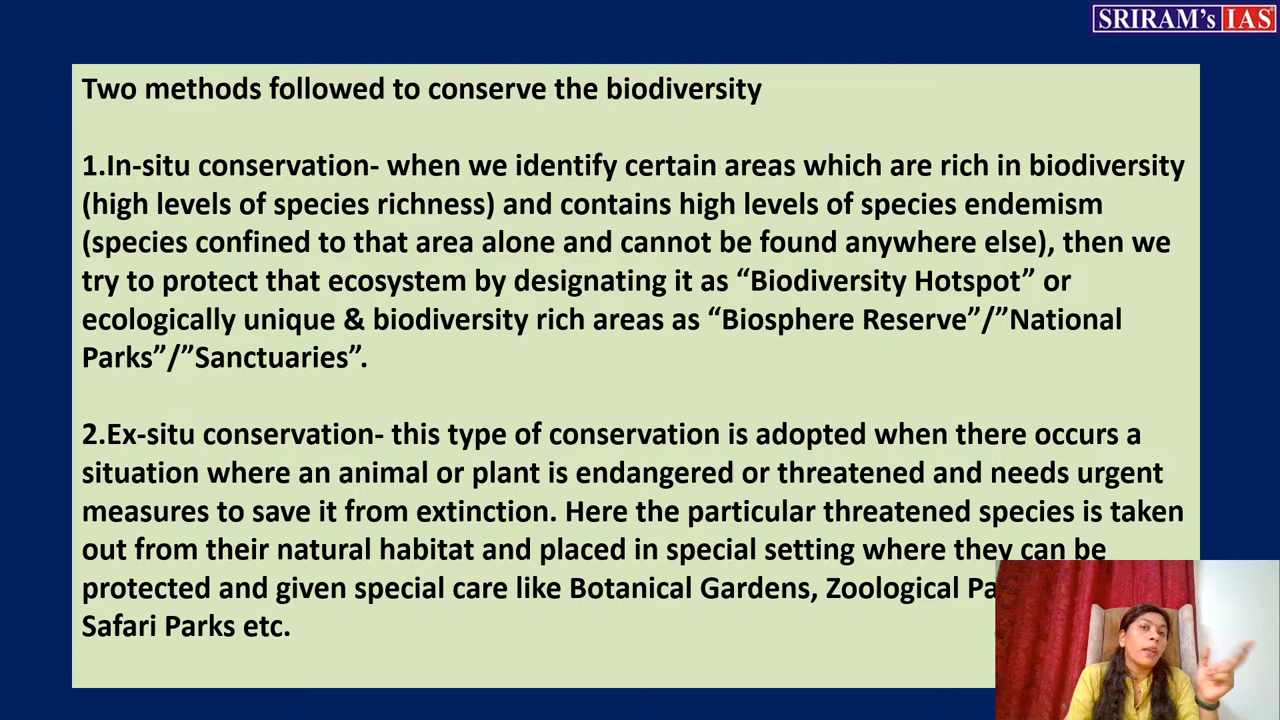 SRIRAM's IAS
Two methods followed to conserve the biodiversity
1.In-situ conservation- when we identify certain areas which are rich in biodiversity
(high levels of species richness) and contains high levels of species endemism
(species confined to that area alone and cannot be found anywhere else), then we
try to protect that ecosystem by designating it as “Biodiversity Hotspot” or
ecologically unique & biodiversity rich areas as “Biosphere Reserve”/”National
Parks”/”Sanctuaries”.
2.Ex-situ conservation- this type of conservation is adopted when there occurs a
situation where an animal or plant is endangered or threatened and needs urgent
measures to save it from extinction. Here the particular threatened species is taken
out from their natural habitat and placed in special setting where they can be
protected and given special care like Botanical Gardens, Zoological
Safari Parks etc.